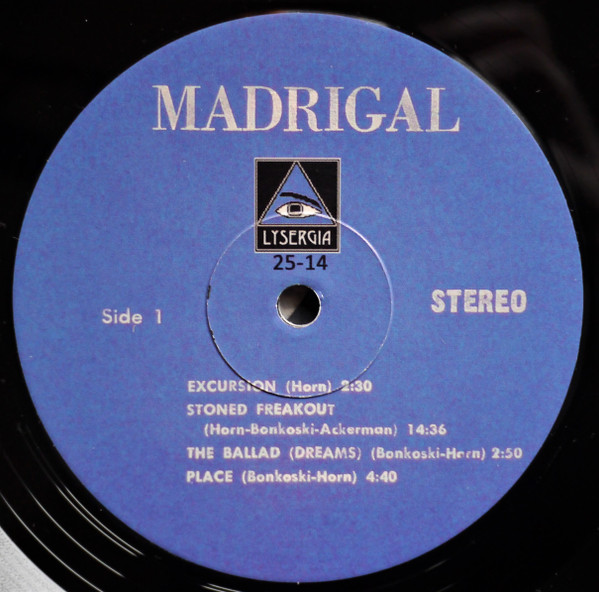 MADRIGAL
LYSERGIA
25-14
Side 1
STEREO
EXCURSION (Horn) 2:30
STONED FREAKOUT
(Horn-Bonkoski-Ackerman) 14:36
THE BALLAD (DREAMS) (Bonkoski-Horn) 2:50
PLACE (Bonkoski-Horn) 4:40